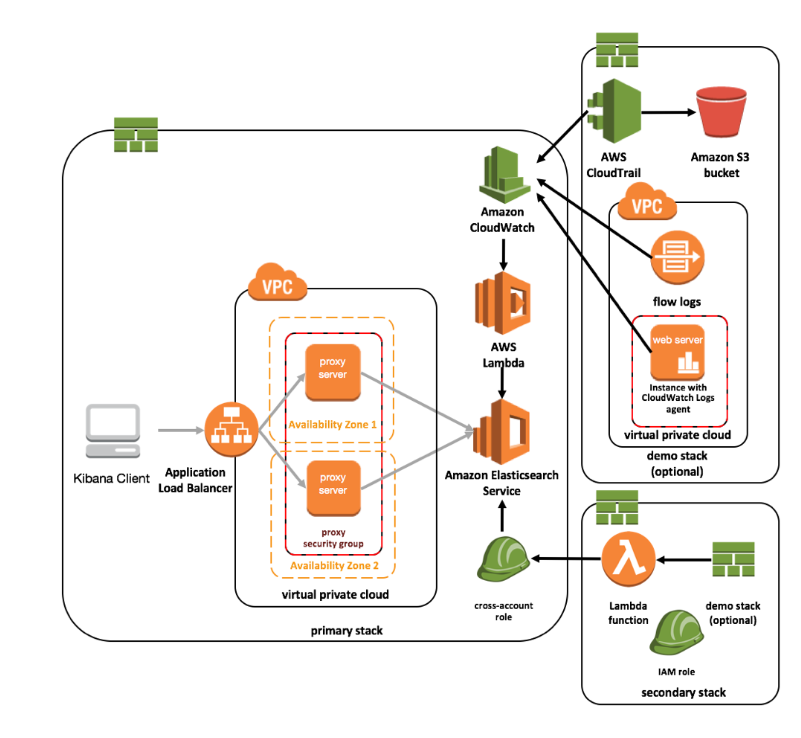 AWS
CloudTrail
Amazon S3
bucket
Amazon
CloudWatch
VPC
flow logs
VPC
AWS
Lambda
web server
Instance with
CloudWatch Logs
agent
virtual private cloud
demo stack
(optional)
proxy
server
Availability Zone 1
Kibana Client
Application
Load Balancer
proxy
server
Amazon Elasticsearch
Service
proxy
security group
Availability Zone 2
virtual private cloud
primary stack
cross-account
role
λ
Lambda
function
demo stack
(optional)
IAM role
secondary stack